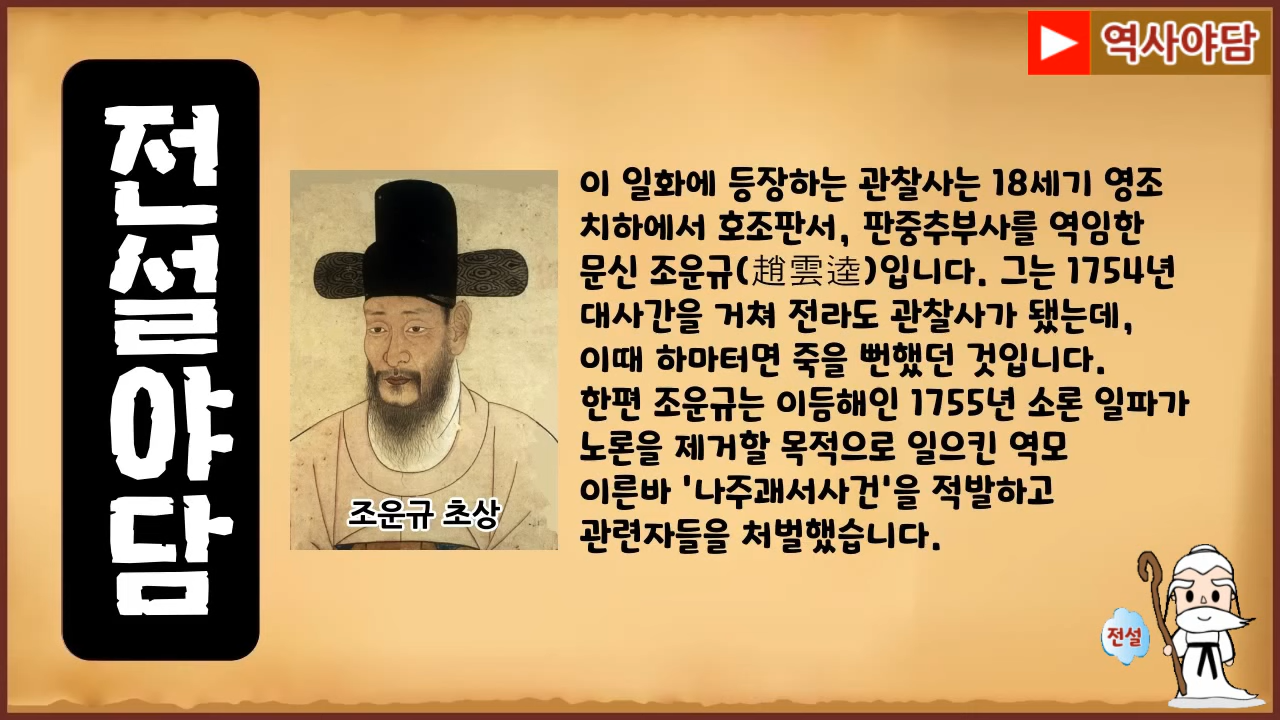 역사야담
전설야담
이 일화에 등장하는 관찰사는 18세기 영조
치하에서 호조판서, 판중추부사를 역임한
문신 조운규(趙雲逵)입니다. 그는 1754년
대사간을 거쳐 전라도 관찰사가 됐는데,
이때 하마터면 죽을 뻔했던 것입니다.
한편 조운규는 이듬해인 1755년 소론 일파가
노론을 제거할 목적으로 일으킨 역모
이른바 '나주괘서사건'을 적발하고
관련자들을 처벌했습니다.
조운규 초상
전설